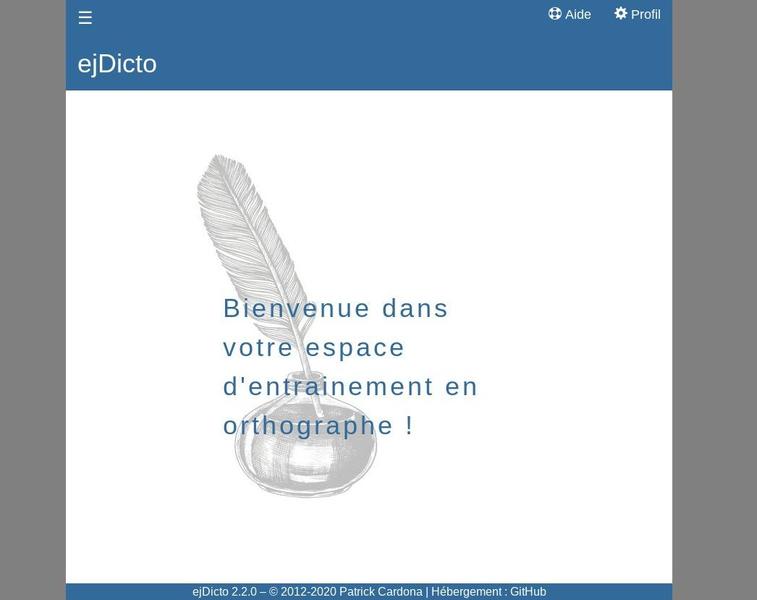 ☰
Aide
Profil
ejDicto
Bienvenue dans
votre espace
d'entrainement en
orthographe !
ejDicto 2.2.0 – © 2012-2020 Patrick Cardona | Hébergement : GitHub